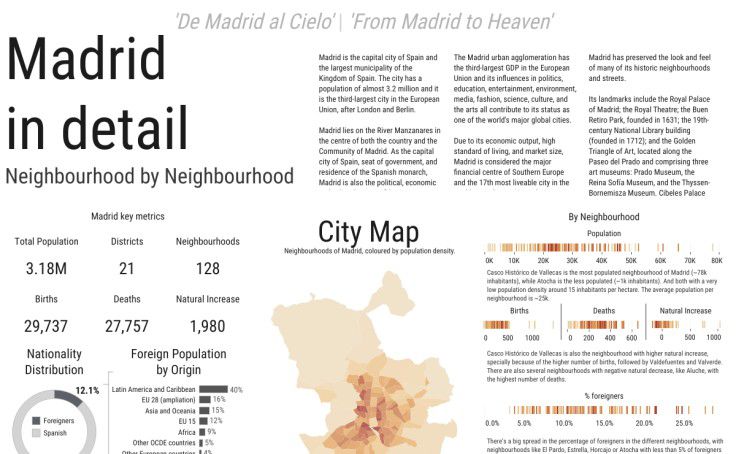 'De Madrid al Cielo' | 'From Madrid to Heaven'
Madrid
in detail
Neighbourhood by Neighbourhood
Madrid is the capital city of Spain and
the largest municipality of the
Kingdom of Spain. The city has a
population of almost 3.2 million and it
is the third-largest city in the European
Union, after London and Berlin.
Madrid lies on the River Manzanares in
the centre of both the country and the
Community of Madrid. As the capital
city of Spain, seat of government, and
residence of the Spanish monarch,
Madrid is also the political, economic
The Madrid urban agglomeration has
the third-largest GDP in the European
Union and its influences in politics,
education, entertainment, environment,
media, fashion, science, culture, and
the arts all contribute to its status as
one of the world's major global cities.
Due to its economic output, high
standard of living, and market size,
Madrid is considered the major
financial centre of Southern Europe
and the 17th most liveable city in the
Madrid has preserved the look and feel
of many of its historic neighbourhoods
and streets.
Its landmarks include the Royal Palace
of Madrid; the Royal Theatre; the Buen
Retiro Park, founded in 1631; the 19th-
century National Library building
(founded in 1712); and the Golden
Triangle of Art, located along the
Paseo del Prado and comprising three
art museums: Prado Museum, the
Reina Sofía Museum, and the Thyssen-
Bornemisza Museum. Cibeles Palace
Madrid key metrics
Total Population Districts Neighbourhoods
3.18M 21 128
Births Deaths Natural Increase
29,737 27,757 1,980
Nationality
Distribution
12.1%
Foreigners
Spanish
Foreign Population
by Origin
Latin America and Caribbean 40%
EU 28 (ampliation) 16%
Asia and Oceania 15%
EU 15 12%
Africa 9%
Other OCDE countries 5%
Other European countries 4%
City Map
Neighborhoods of Madrid, coloured by population density.
By Neighbourhood
Population
0K 10K 20K 30K 40K 50K 60K 70K 80K
Casco Histórico de Vallecas is the most populated neighbourhood of Madrid (~78k
inhabitants), while Atocha is the less populated (~1k inhabitants). And both with a very
low population density around 15 inhabitants per hectare. The average population per
neighbourhood is ~25k.
Births Deaths Natural Increase
0 500 1000 0 200 400 600 0 500 1000
Casco Histórico de Vallecas is also the neighbourhood with higher natural increase,
specially because of the higher number of births, followed by Valdefuentes and Valverde.
There are also several neighbourhoods with negative natural decrease, like Aluche, with
the highest number of deaths.
% foreigners
0.0% 5.0% 10.0% 15.0% 20.0% 25.0%
There's a big spread in the percentage of foreigners in the different neighbourhoods, with
neighbourhoods like El Pardo, Estrella, Horcajo or Atocha with less than 5% of foreigners